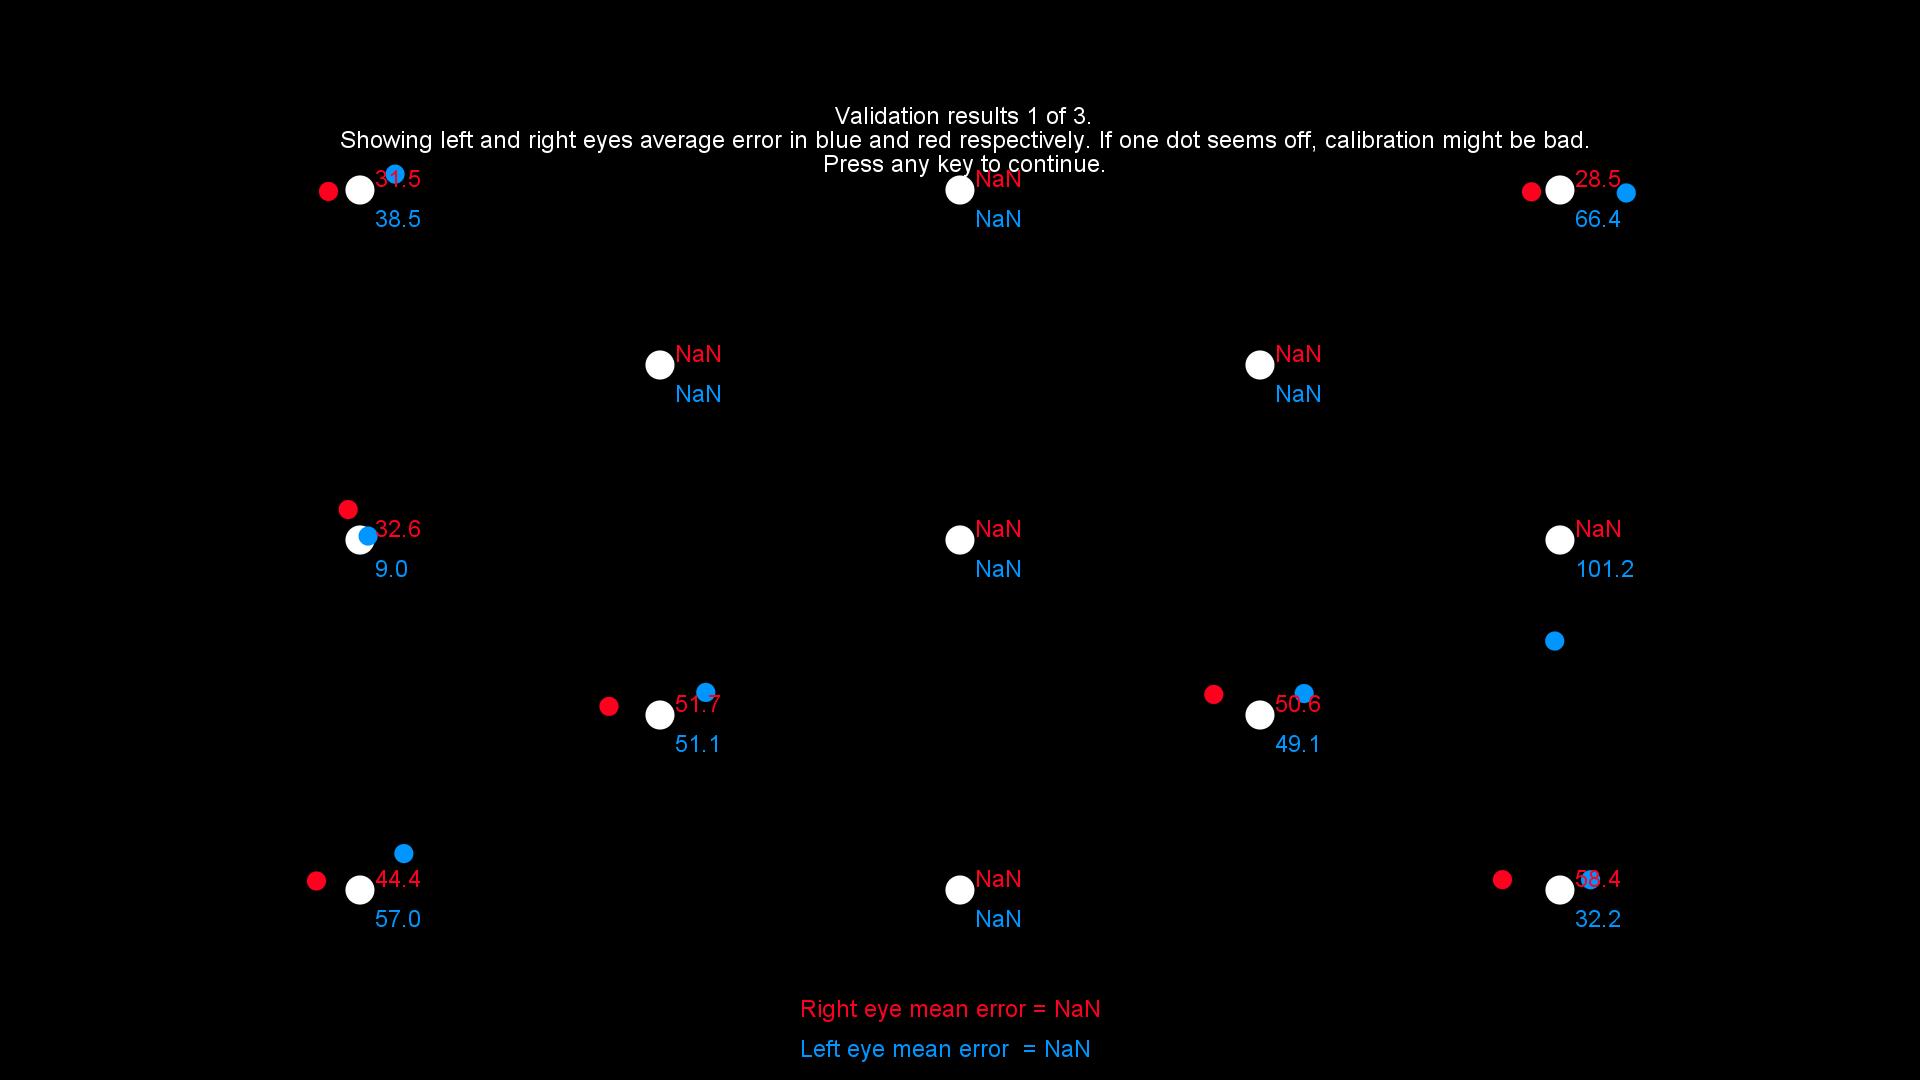 Validation results 1 of 3.
Showing left and right eyes average error in blue and red respectively. If one dot seems off, calibration might be bad.
Press any key to continue.
31.5 NaN 28.5
38.5 NaN 66.4
NaN NaN
NaN NaN
32.6 NaN NaN
9.0 NaN 101.2
51.7 50.6
51.1 49.1
44.4 NaN 58.4
57.0 NaN 32.2
Right eye mean error = NaN
Left eye mean error = NaN